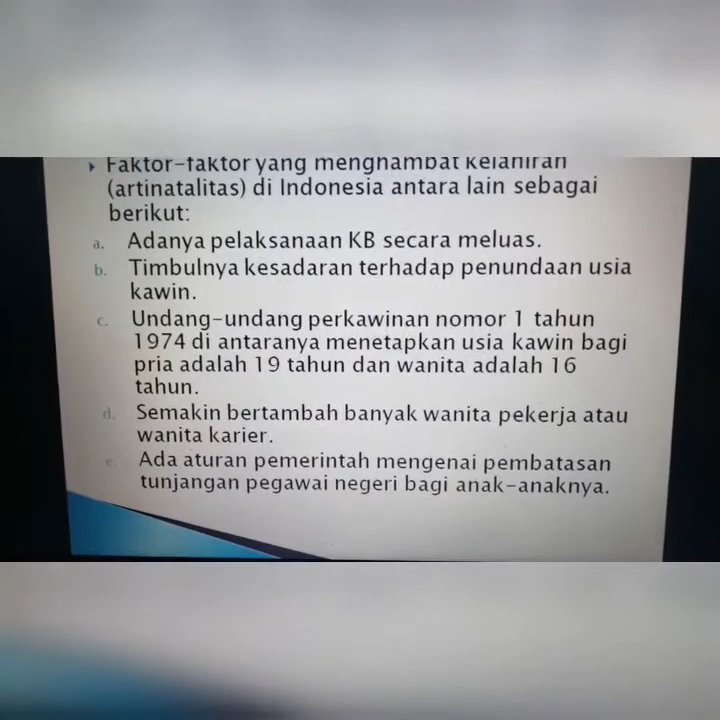 Faktor-faktor yang menghambat kelahiran
(artinatalitas) di Indonesia antara lain sebagai
berikut:
a. Adanya pelaksanaan KB secara meluas.
b. Timbulnya kesadaran terhadap penundaan usia
kawin.
c. Undang-undang perkawinan nomor 1 tahun
1974 di antaranya menetapkan usia kawin bagi
pria adalah 19 tahun dan wanita adalah 16
tahun.
d. Semakin bertambah banyak wanita pekerja atau
wanita karier.
e. Ada aturan pemerintah mengenai pembatasan
tunjangan pegawai negeri bagi anak-anaknya.